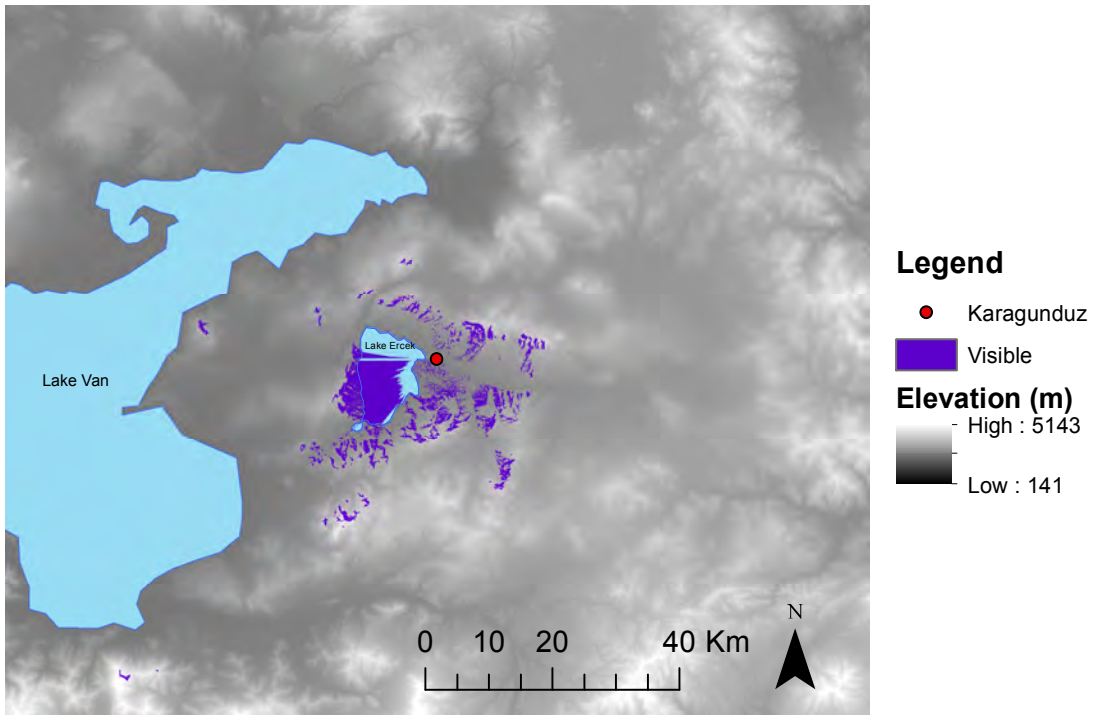 Lake Ercek
Lake Van
Legend
Karagunduz
Visible
Elevation (m)
High : 5143
Low : 141
0 10 20 40 Km
N